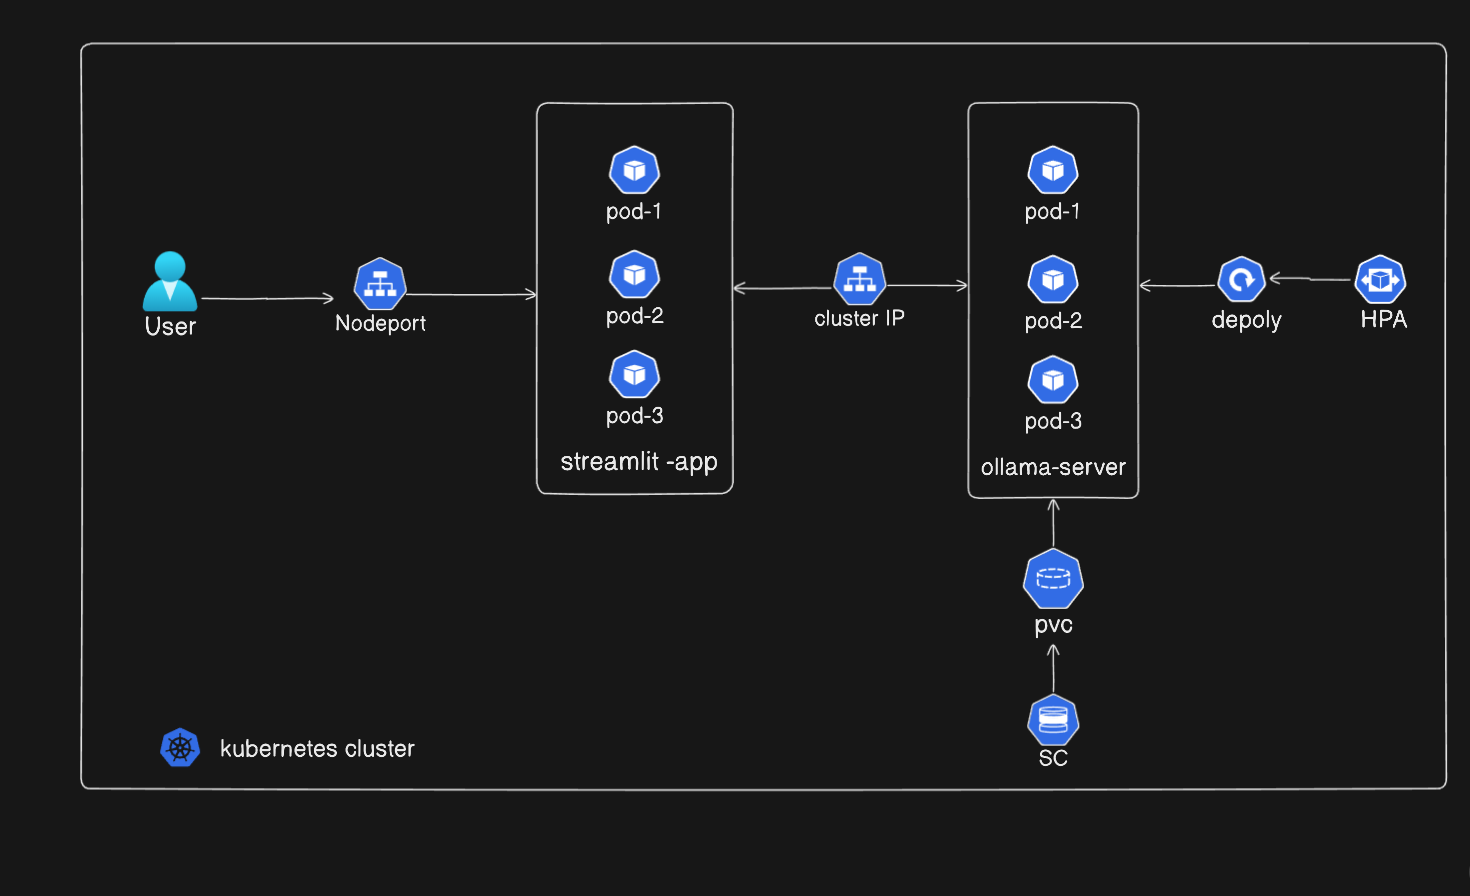 User
Nodeport
pod-1
pod-2
pod-3
streamlit -app
cluster IP
pod-1
pod-2
pod-3
ollama-server
depoly
HPA
pvc
SC
kubernetes cluster